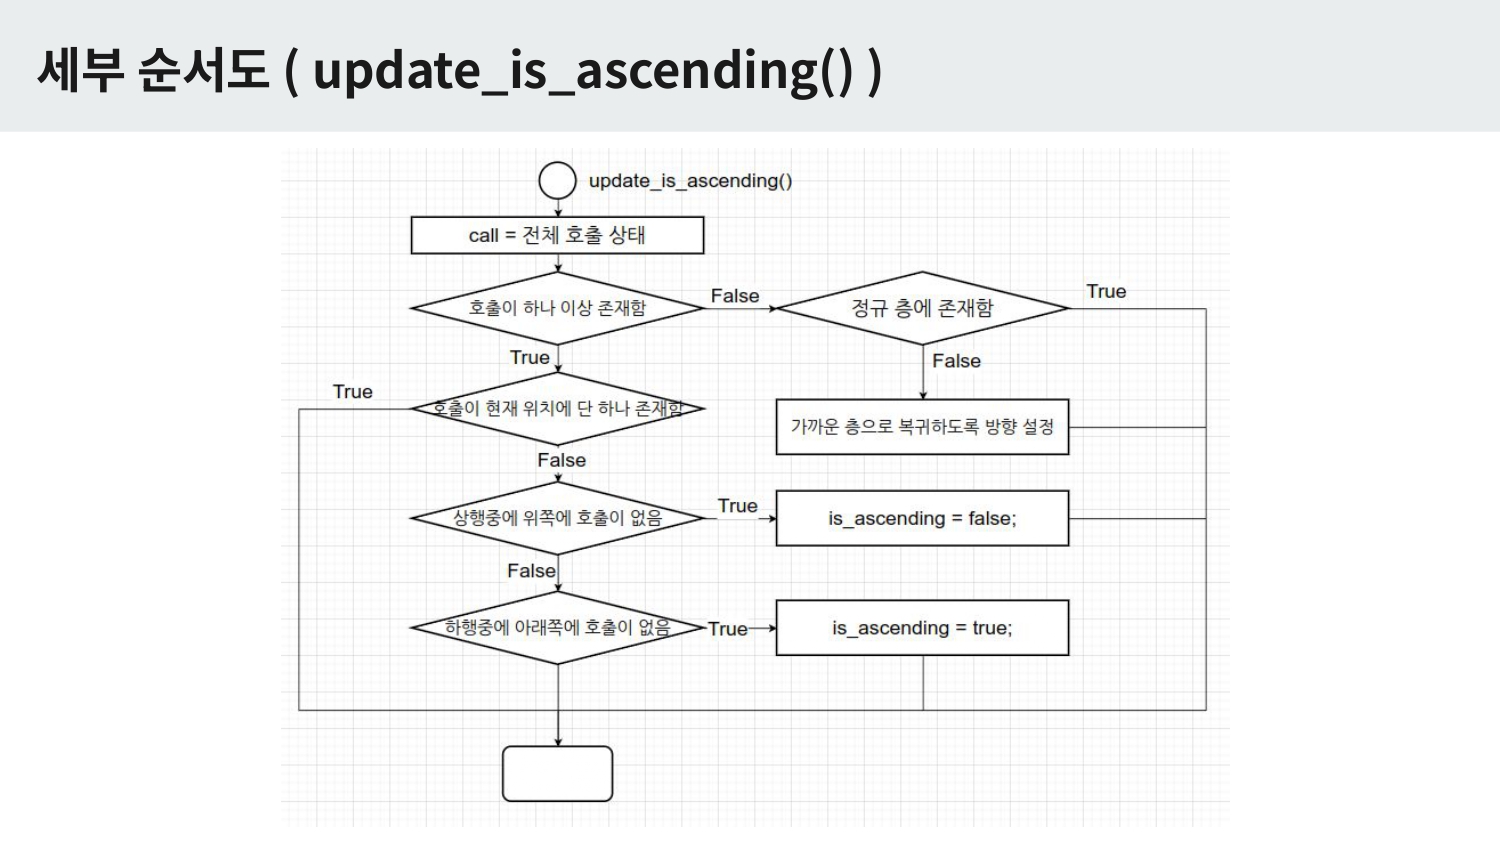 세부 순서도 ( update_is_ascending() )
update_is_ascending()
call = 전체 호출 상태
호출이 하나 이상 존재함
False
정규 층에 존재함
True
True
False
True
호출이 현재 위치에 단 하나 존재함
가까운 층으로 복귀하도록 방향 설정
False
상행중에 위쪽에 호출이 없음
True
is_ascending = false;
False
하행중에 아래쪽에 호출이 없음
True
is_ascending = true;